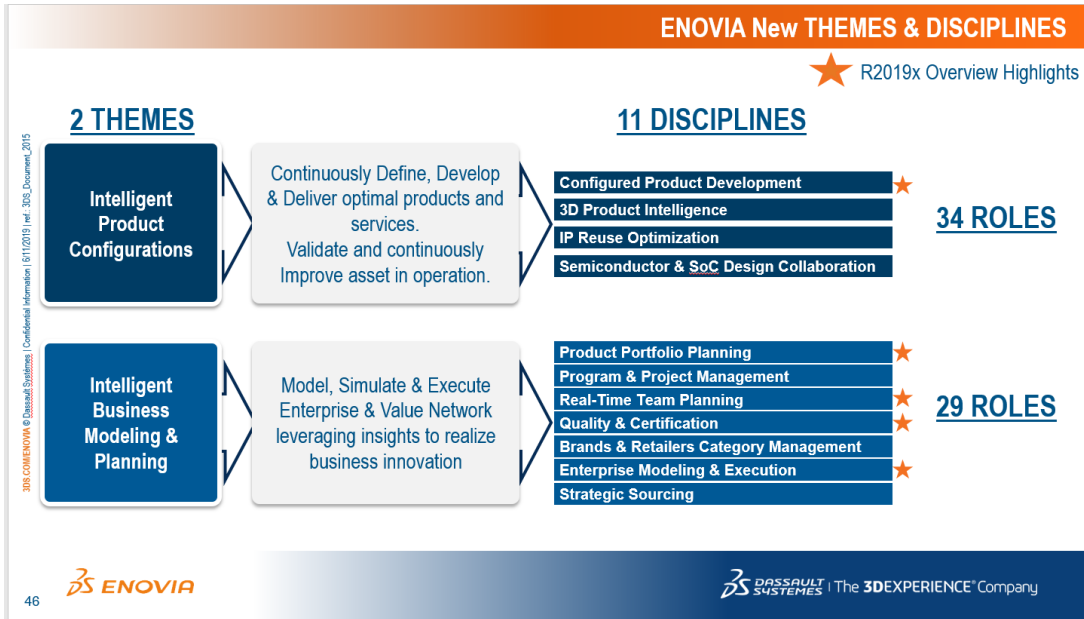 ENOVIA New THEMES & DISCIPLINES
R2019x Overview Highlights
2 THEMES
11 DISCIPLINES
Intelligent
Product
Configurations
Continuously Define, Develop
& Deliver optimal products and
services.
Validate and continuously
Improve asset in operation.
Configured Product Development
3D Product Intelligence
IP Reuse Optimization
Semiconductor & SoC Design Collaboration
34 ROLES
Intelligent
Business
Modeling &
Planning
Model, Simulate & Execute
Enterprise & Value Network
leveraging insights to realize
business innovation
Product Portfolio Planning
Program & Project Management
Real-Time Team Planning
Quality & Certification
Brands & Retailers Category Management
Enterprise Modeling & Execution
Strategic Sourcing
29 ROLES
3DS.COM/ENOVIA © Dassault Systèmes | Confidential Information | 6/11/2019 | ref.: 3DS_Document_2015
46
3DS ENOVIA
3DS DASSAULT SYSTEMES | The 3DEXPERIENCE® Company